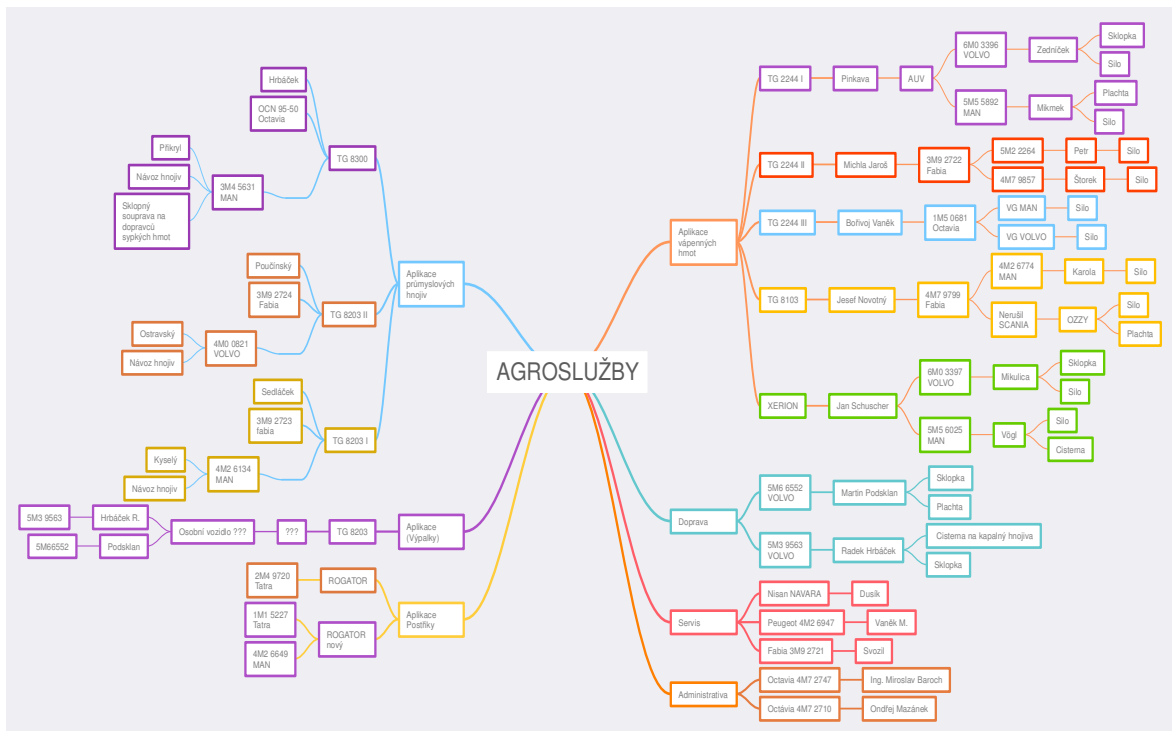 AGROSLUŽBY
Aplikace
průmyslových
hnojiv
TG 8300
Hrbáček
OCN 95-50
Octavia
3M4 5631
MAN
Přikryl
Návoz hnojiv
Sklopný
souprava na
dopravců
sypkých hmot
TG 8203 II
Poučinský
3M9 2724
Fabia
4M0 0821
VOLVO
Ostravský
Návoz hnojiv
TG 8203 I
Sedláček
3M9 2723
fabia
4M2 6134
MAN
Kyselý
Návoz hnojiv
Aplikace
(Výpalky)
TG 8203
???
Osobní vozidlo ???
Hrbáček R.
5M3 9563
Podsklan
5M66552
Aplikace
Postřiky
ROGATOR
2M4 9720
Tatra
ROGATOR
nový
1M1 5227
Tatra
4M2 6649
MAN
Aplikace
vápenných
hmot
TG 2244 I
Pinkava
AUV
6M0 3396
VOLVO
Zedníček
Sklopka
Silo
5M5 5892
MAN
Mikmek
Plachta
Silo
TG 2244 II
Michla Jaroš
3M9 2722
Fabia
5M2 2264
Petr
Silo
4M7 9857
Štorek
Silo
TG 2244 III
Bořivoj Vaněk
1M5 0681
Octavia
VG MAN
Silo
VG VOLVO
Silo
TG 8103
Jesef Novotný
4M7 9799
Fabia
4M2 6774
MAN
Karola
Silo
Nerušil
SCANIA
OZZY
Silo
Plachta
XERION
Jan Schuscher
6M0 3397
VOLVO
Mikulica
Sklopka
Silo
5M5 6025
MAN
Vögl
Silo
Cisterna
Doprava
5M6 6552
VOLVO
Martin Podsklan
Sklopka
Plachta
5M3 9563
VOLVO
Radek Hrbáček
Cisterna na kapalný hnojiva
Sklopka
Servis
Nisan NAVARA
Dusík
Peugeot 4M2 6947
Vaněk M.
Fabia 3M9 2721
Svozil
Administrativa
Octavia 4M7 2747
Ing. Miroslav Baroch
Octávia 4M7 2710
Ondřej Mazánek